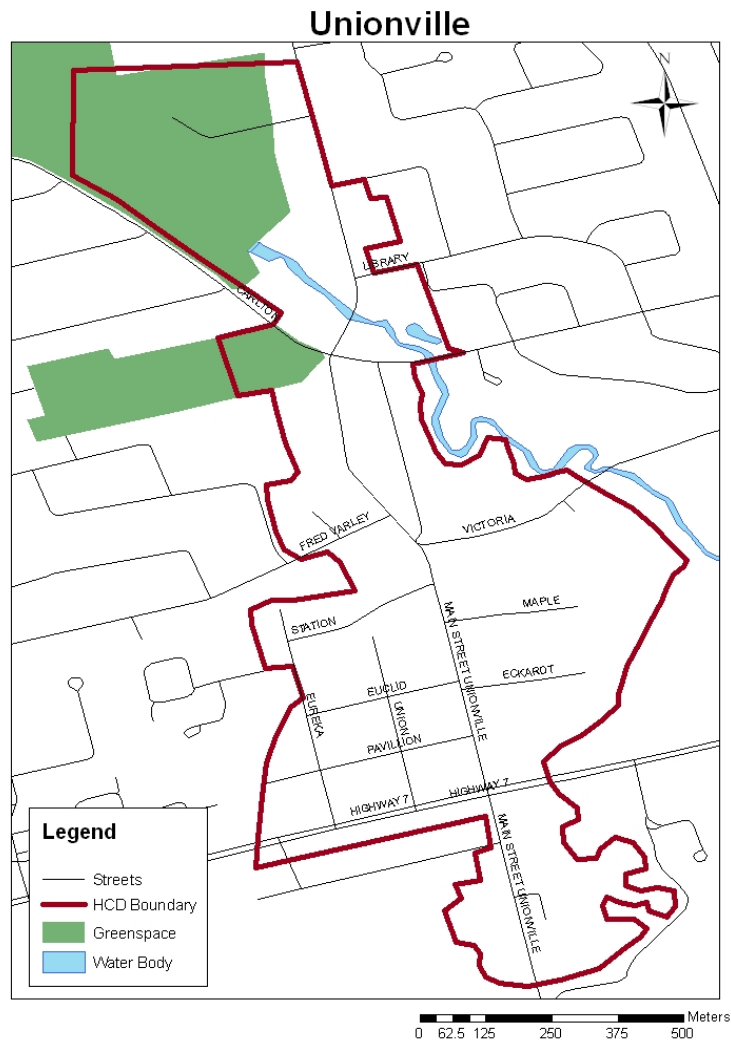 Unionville
N
LIBRARY
CARLTON
FRED VARLEY
VICTORIA
STATION
MAIN STREET UNIONVILLE
MAPLE
ECKARDT
EUREKA
EUCLID
UNION
PAVILLION
HIGHWAY 7
HIGHWAY 7
MAIN STREET UNIONVILLE
Legend
Streets
HCD Boundary
Greenspace
Water Body
Meters
0 62.5 125 250 375 500